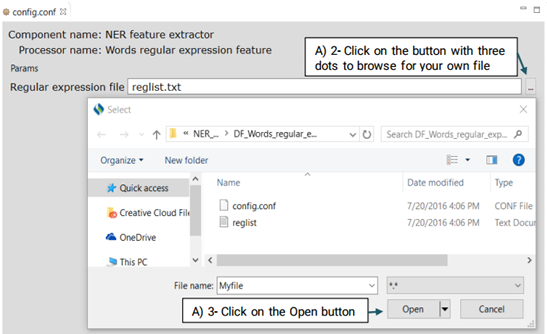 config.conf
Component name: NER feature extractor
Processor name: Words regular expression feature
Params
A) 2- Click on the button with three
dots to browse for your own file
Regular expression file reglist.txt ...
Select
« NER_... › DF_Words_regular_e... Search DF_Words_regular_exp...
Organize New folder
Quick access
Creative Cloud File
OneDrive
This PC
Name Date modified Type
config.conf 7/20/2016 4:06 PM CONF File
reglist 7/20/2016 4:06 PM Text Docu
File name: Myfile *.*
A) 3- Click on the Open button
Open Cancel